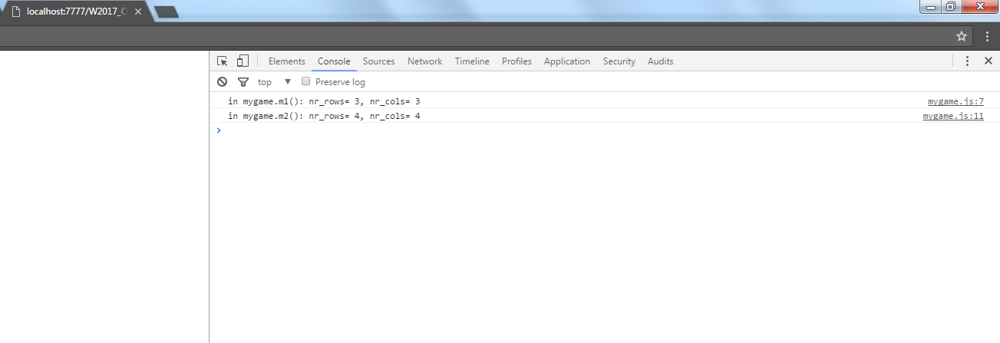 localhost:7777/W2017_
Elements Console Sources Network Timeline Profiles Application Security Audits
top Preserve log
in mygame.m1(): nr_rows= 3, nr_cols= 3 mygame.js:7
in mygame.m2(): nr_rows= 4, nr_cols= 4 mygame.js:11